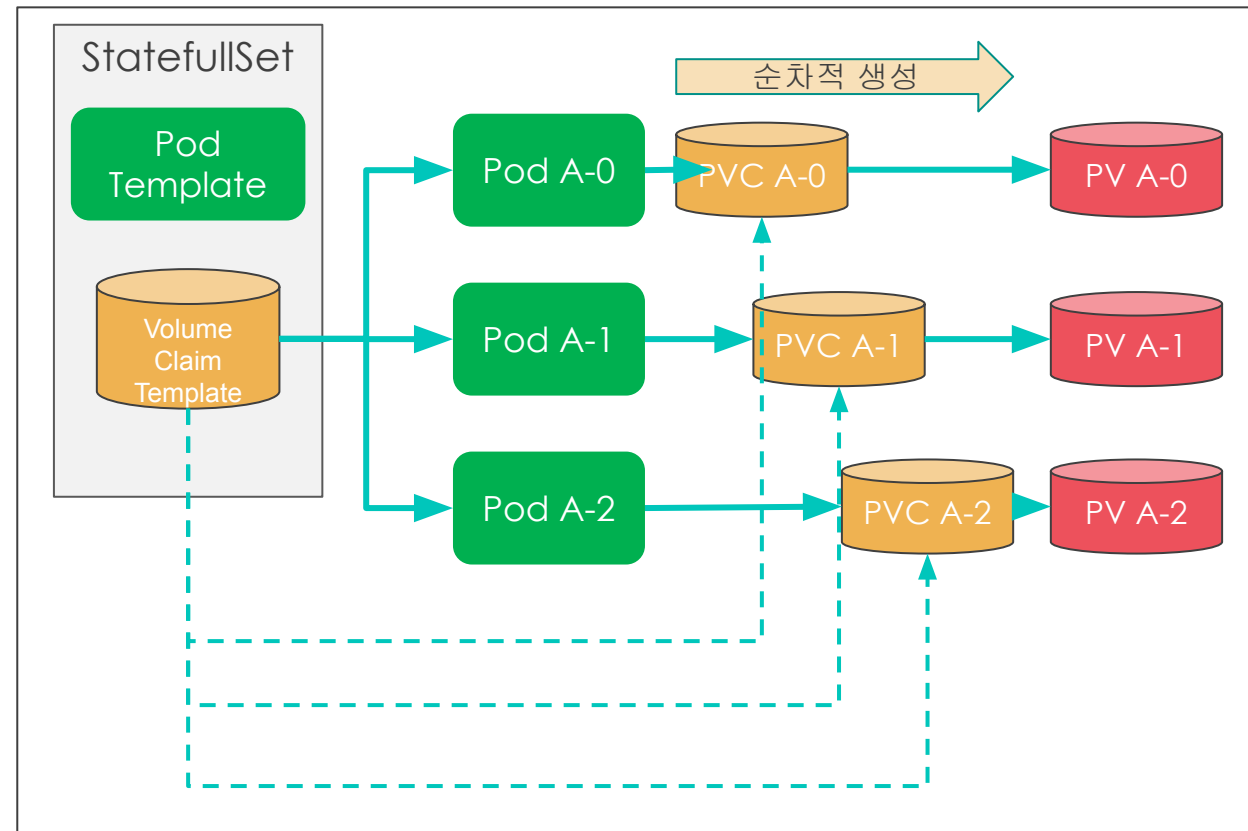 StatefullSet
Pod
Template
Volume
Claim
Template
순차적 생성
Pod A-0
PVC A-0
PV A-0
Pod A-1
PVC A-1
PV A-1
Pod A-2
PVC A-2
PV A-2